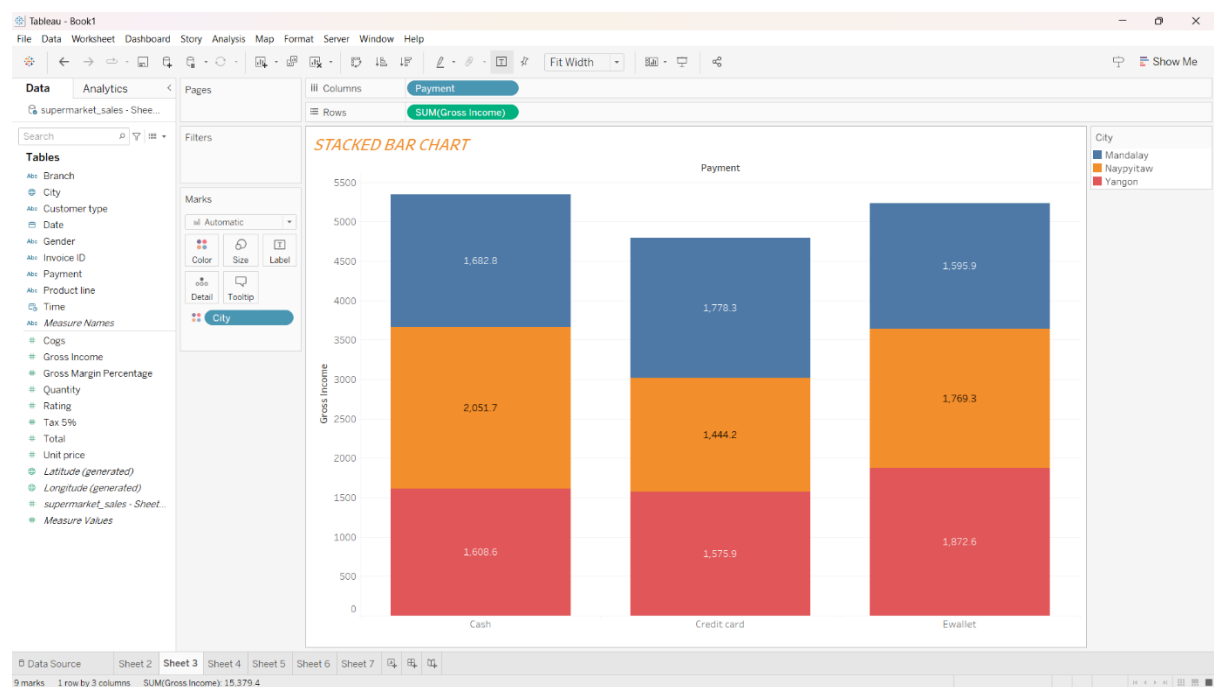 Tableau - Book1
File Data Worksheet Dashboard Story Analysis Map Format Server Window Help
Fit Width
Show Me
Data Analytics
Pages
Columns
Payment
supermarket_sales - Shee...
Rows
SUM(Gross Income)
Search
Filters
Tables
Abc Branch
City
Abc Customer type
Date
Abc Gender
Abc Invoice ID
Abc Payment
Abc Product line
Time
Abc Measure Names
# Cogs
# Gross Income
# Gross Margin Percentage
# Quantity
# Rating
# Tax 5%
# Total
# Unit price
Latitude (generated)
Longitude (generated)
# supermarket_sales - Sheet...
# Measure Values
Marks
Automatic
Color Size Label
Detail Tooltip
City
STACKED BAR CHART
Payment
Gross Income
5500
5000
4500
4000
3500
3000
2500
2000
1500
1000
500
0
1,682.8
2,051.7
1,608.6
1,778.3
1,444.2
1,575.9
1,595.9
1,769.3
1,872.6
Cash Credit card Ewallet
City
Mandalay
Naypyitaw
Yangon
Data Source Sheet 2 Sheet 3 Sheet 4 Sheet 5 Sheet 6 Sheet 7
9 marks 1 row by 3 columns SUM(Gross Income): 15,379.4